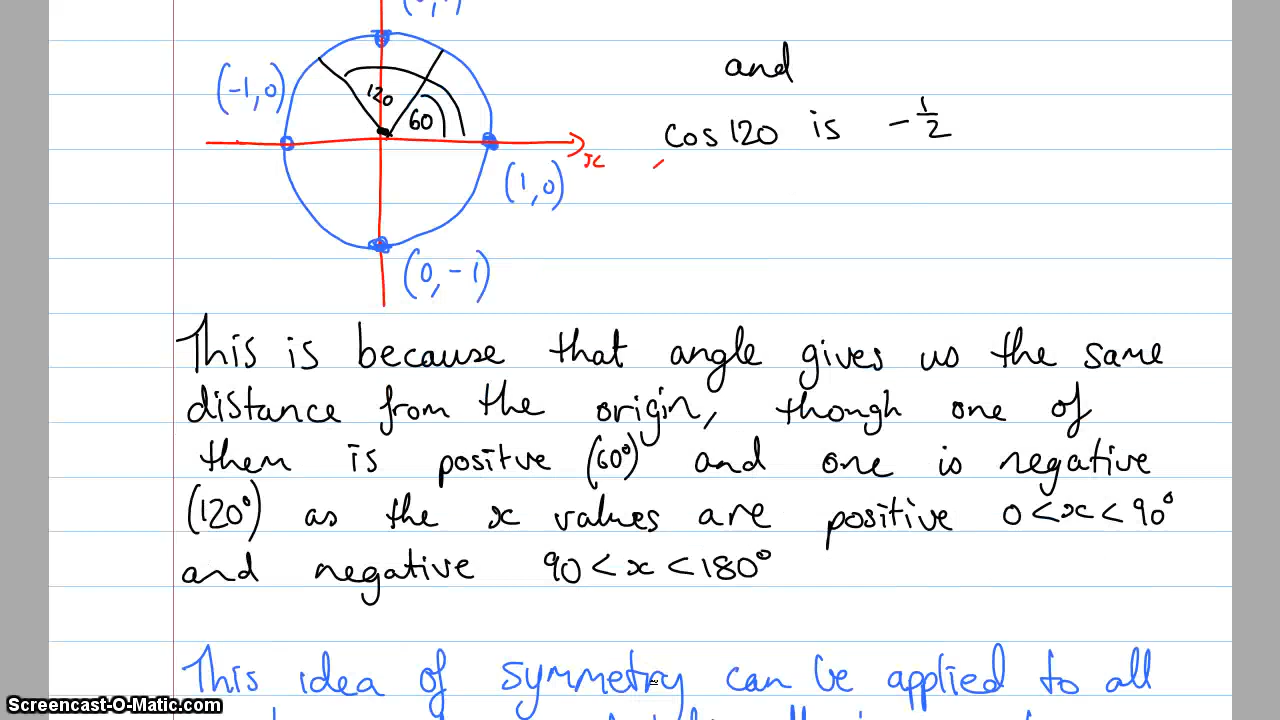 and
(-1,0)
120
60
cos 120 is -1/2
x
(1,0)
(0,-1)
This is because that angle gives us the same
distance from the origin, though one of
them is positve (60°) and one is negative
(120°) as the x values are positive 0<x<90°
and negative 90<x<180°
This idea of symmetry can be applied to all
Screencast-O-Matic.com